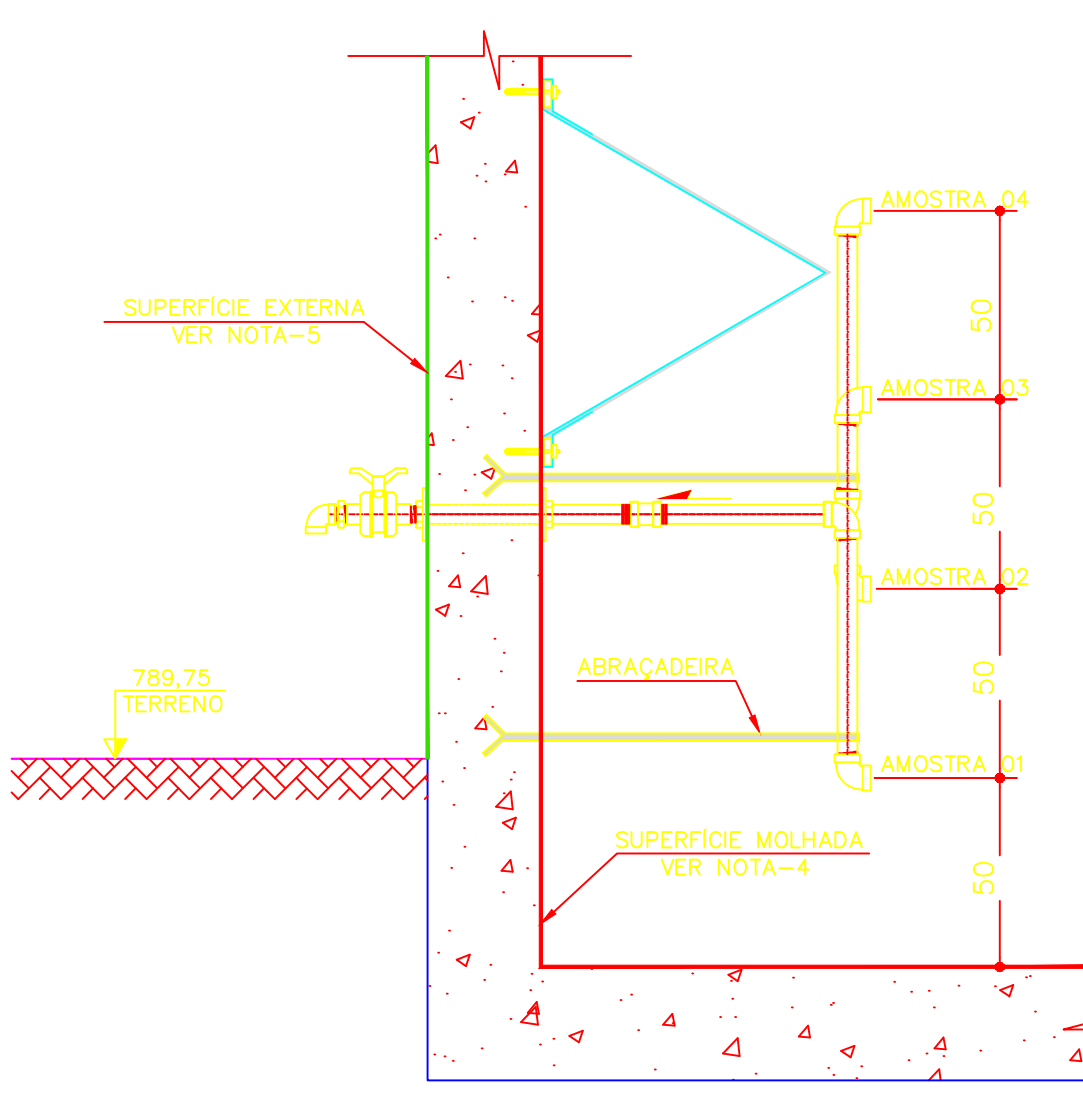 AMOSTRA 04
SUPERFÍCIE EXTERNA
VER NOTA-5
50
AMOSTRA 03
50
AMOSTRA 02
789,75
TERRENO
ABRAÇADEIRA
50
AMOSTRA 01
SUPERFÍCIE MOLHADA
VER NOTA-4
50